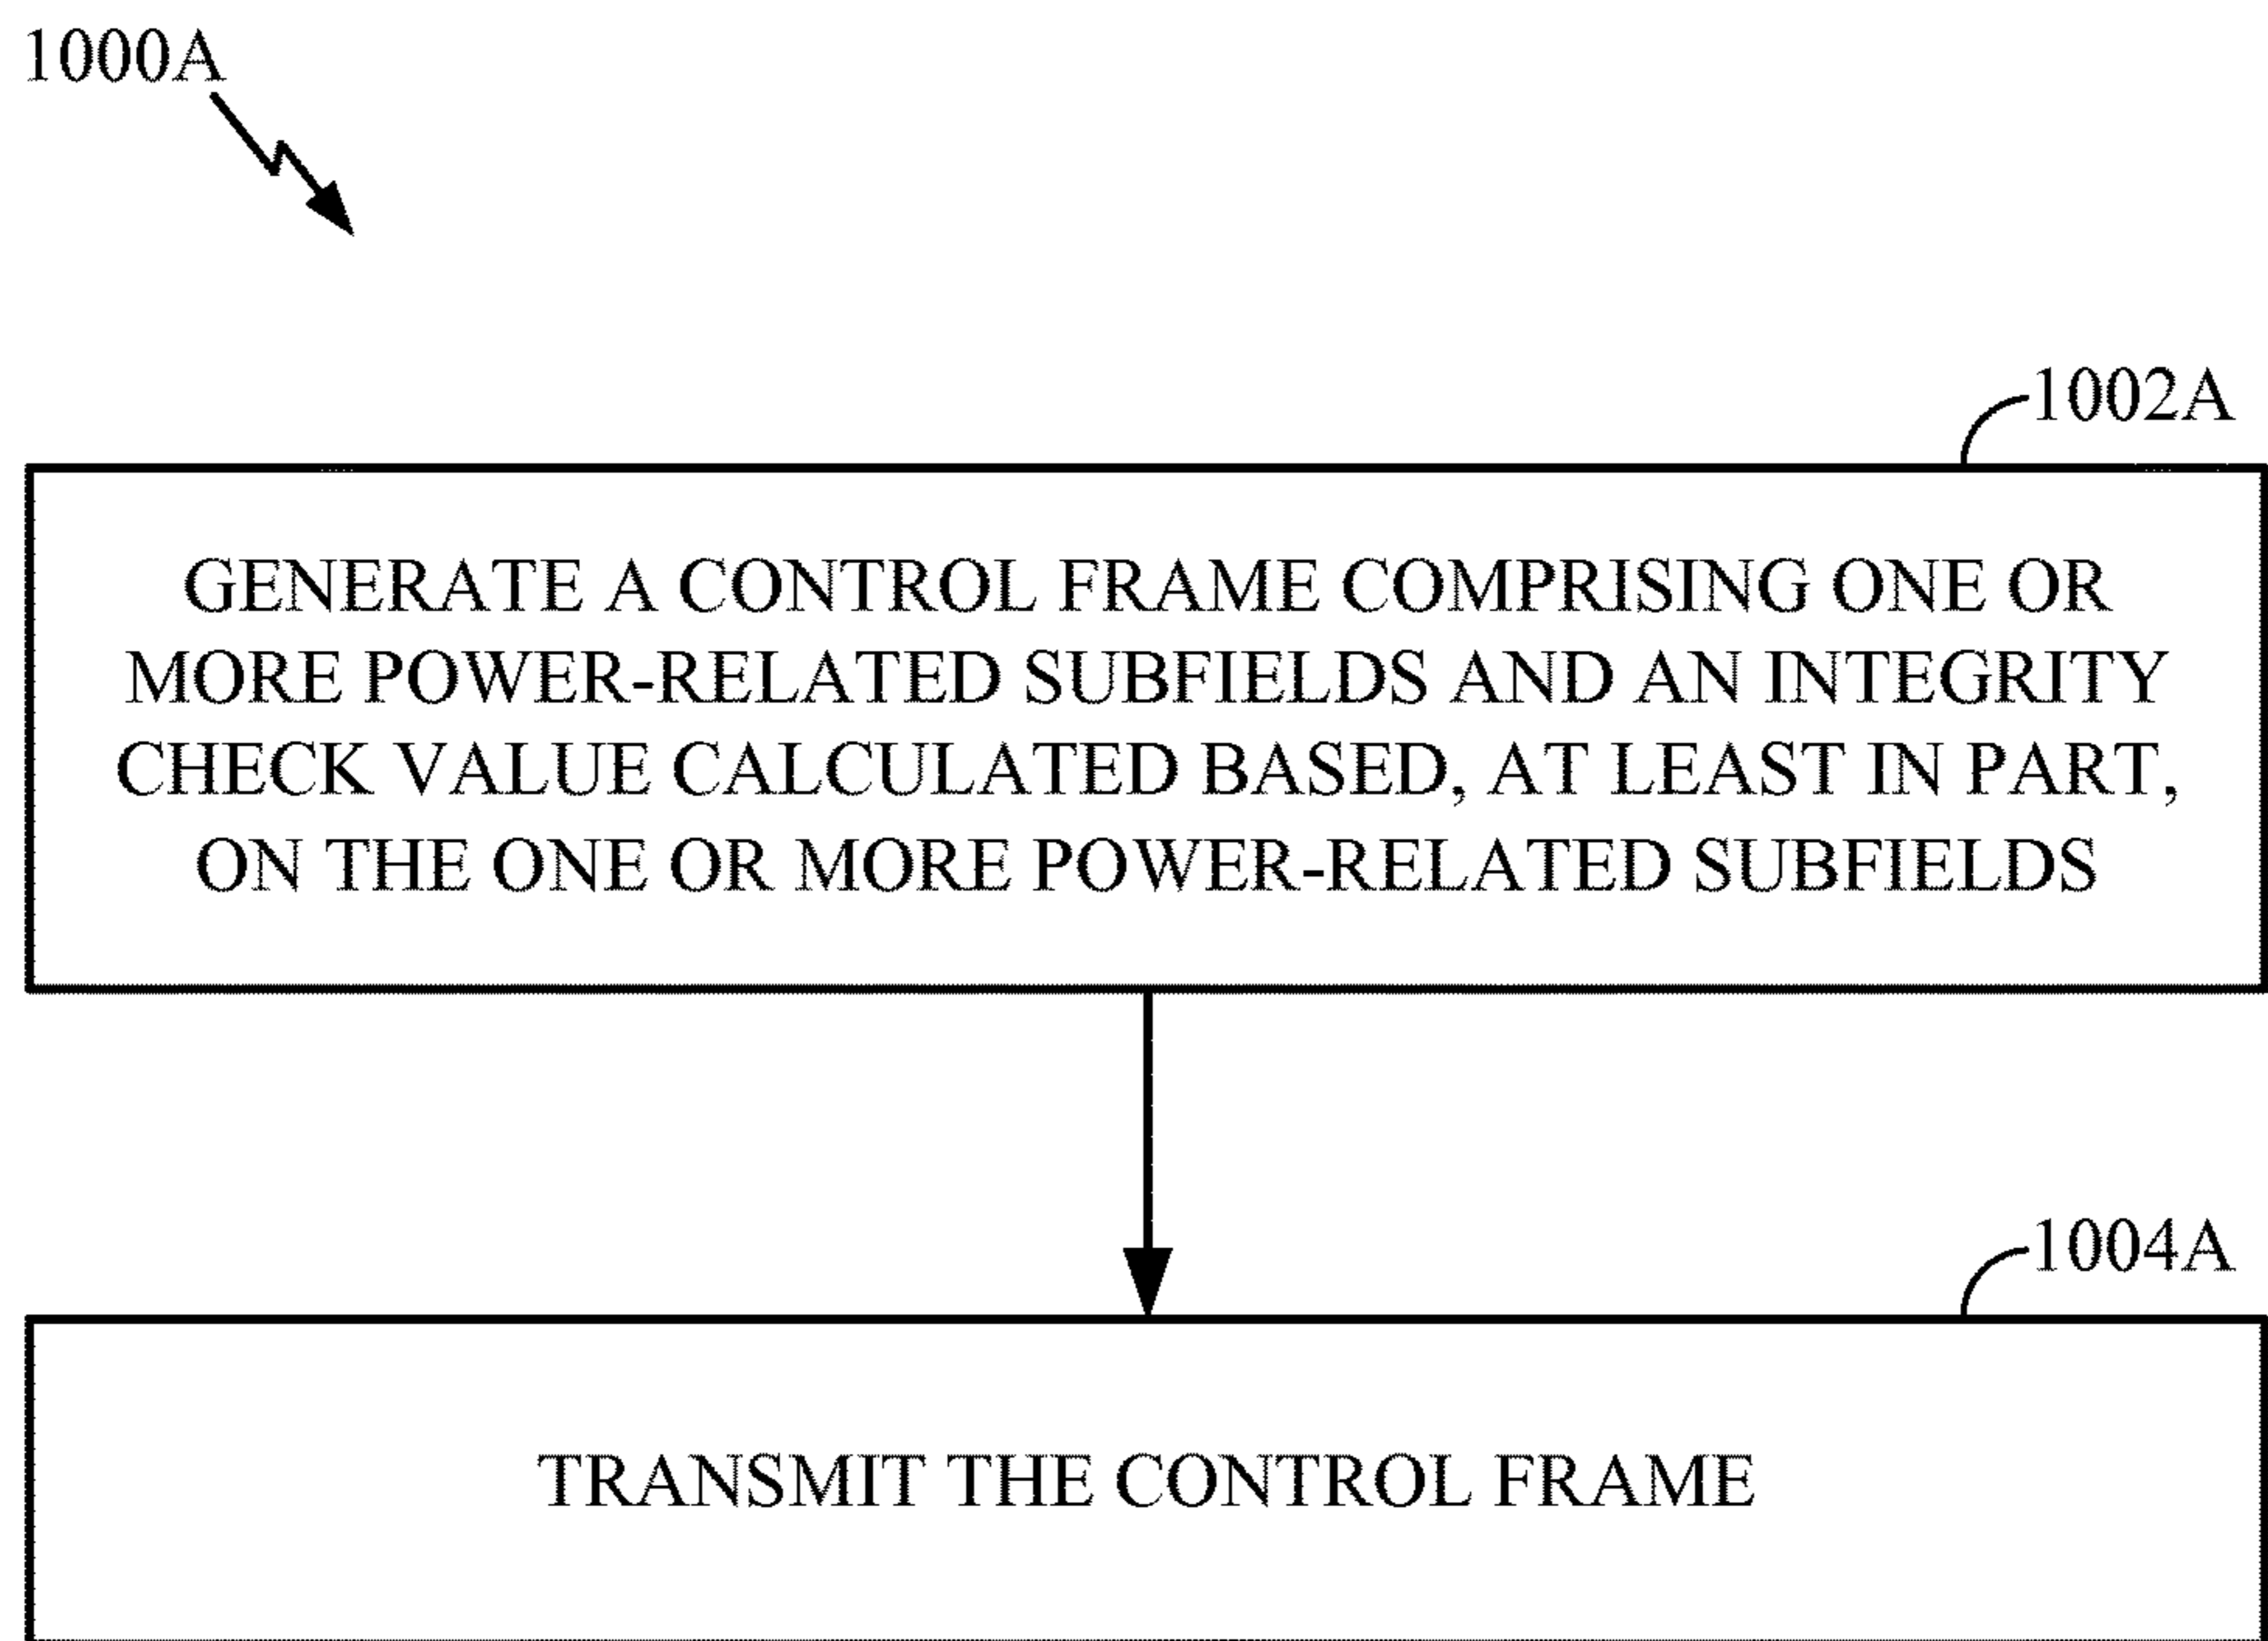 1000A
1002A
GENERATE A CONTROL FRAME COMPRISING ONE OR
MORE POWER-RELATED SUBFIELDS AND AN INTEGRITY
CHECK VALUE CALCULATED BASED, AT LEAST IN PART,
ON THE ONE OR MORE POWER-RELATED SUBFIELDS
1004A
TRANSMIT THE CONTROL FRAME